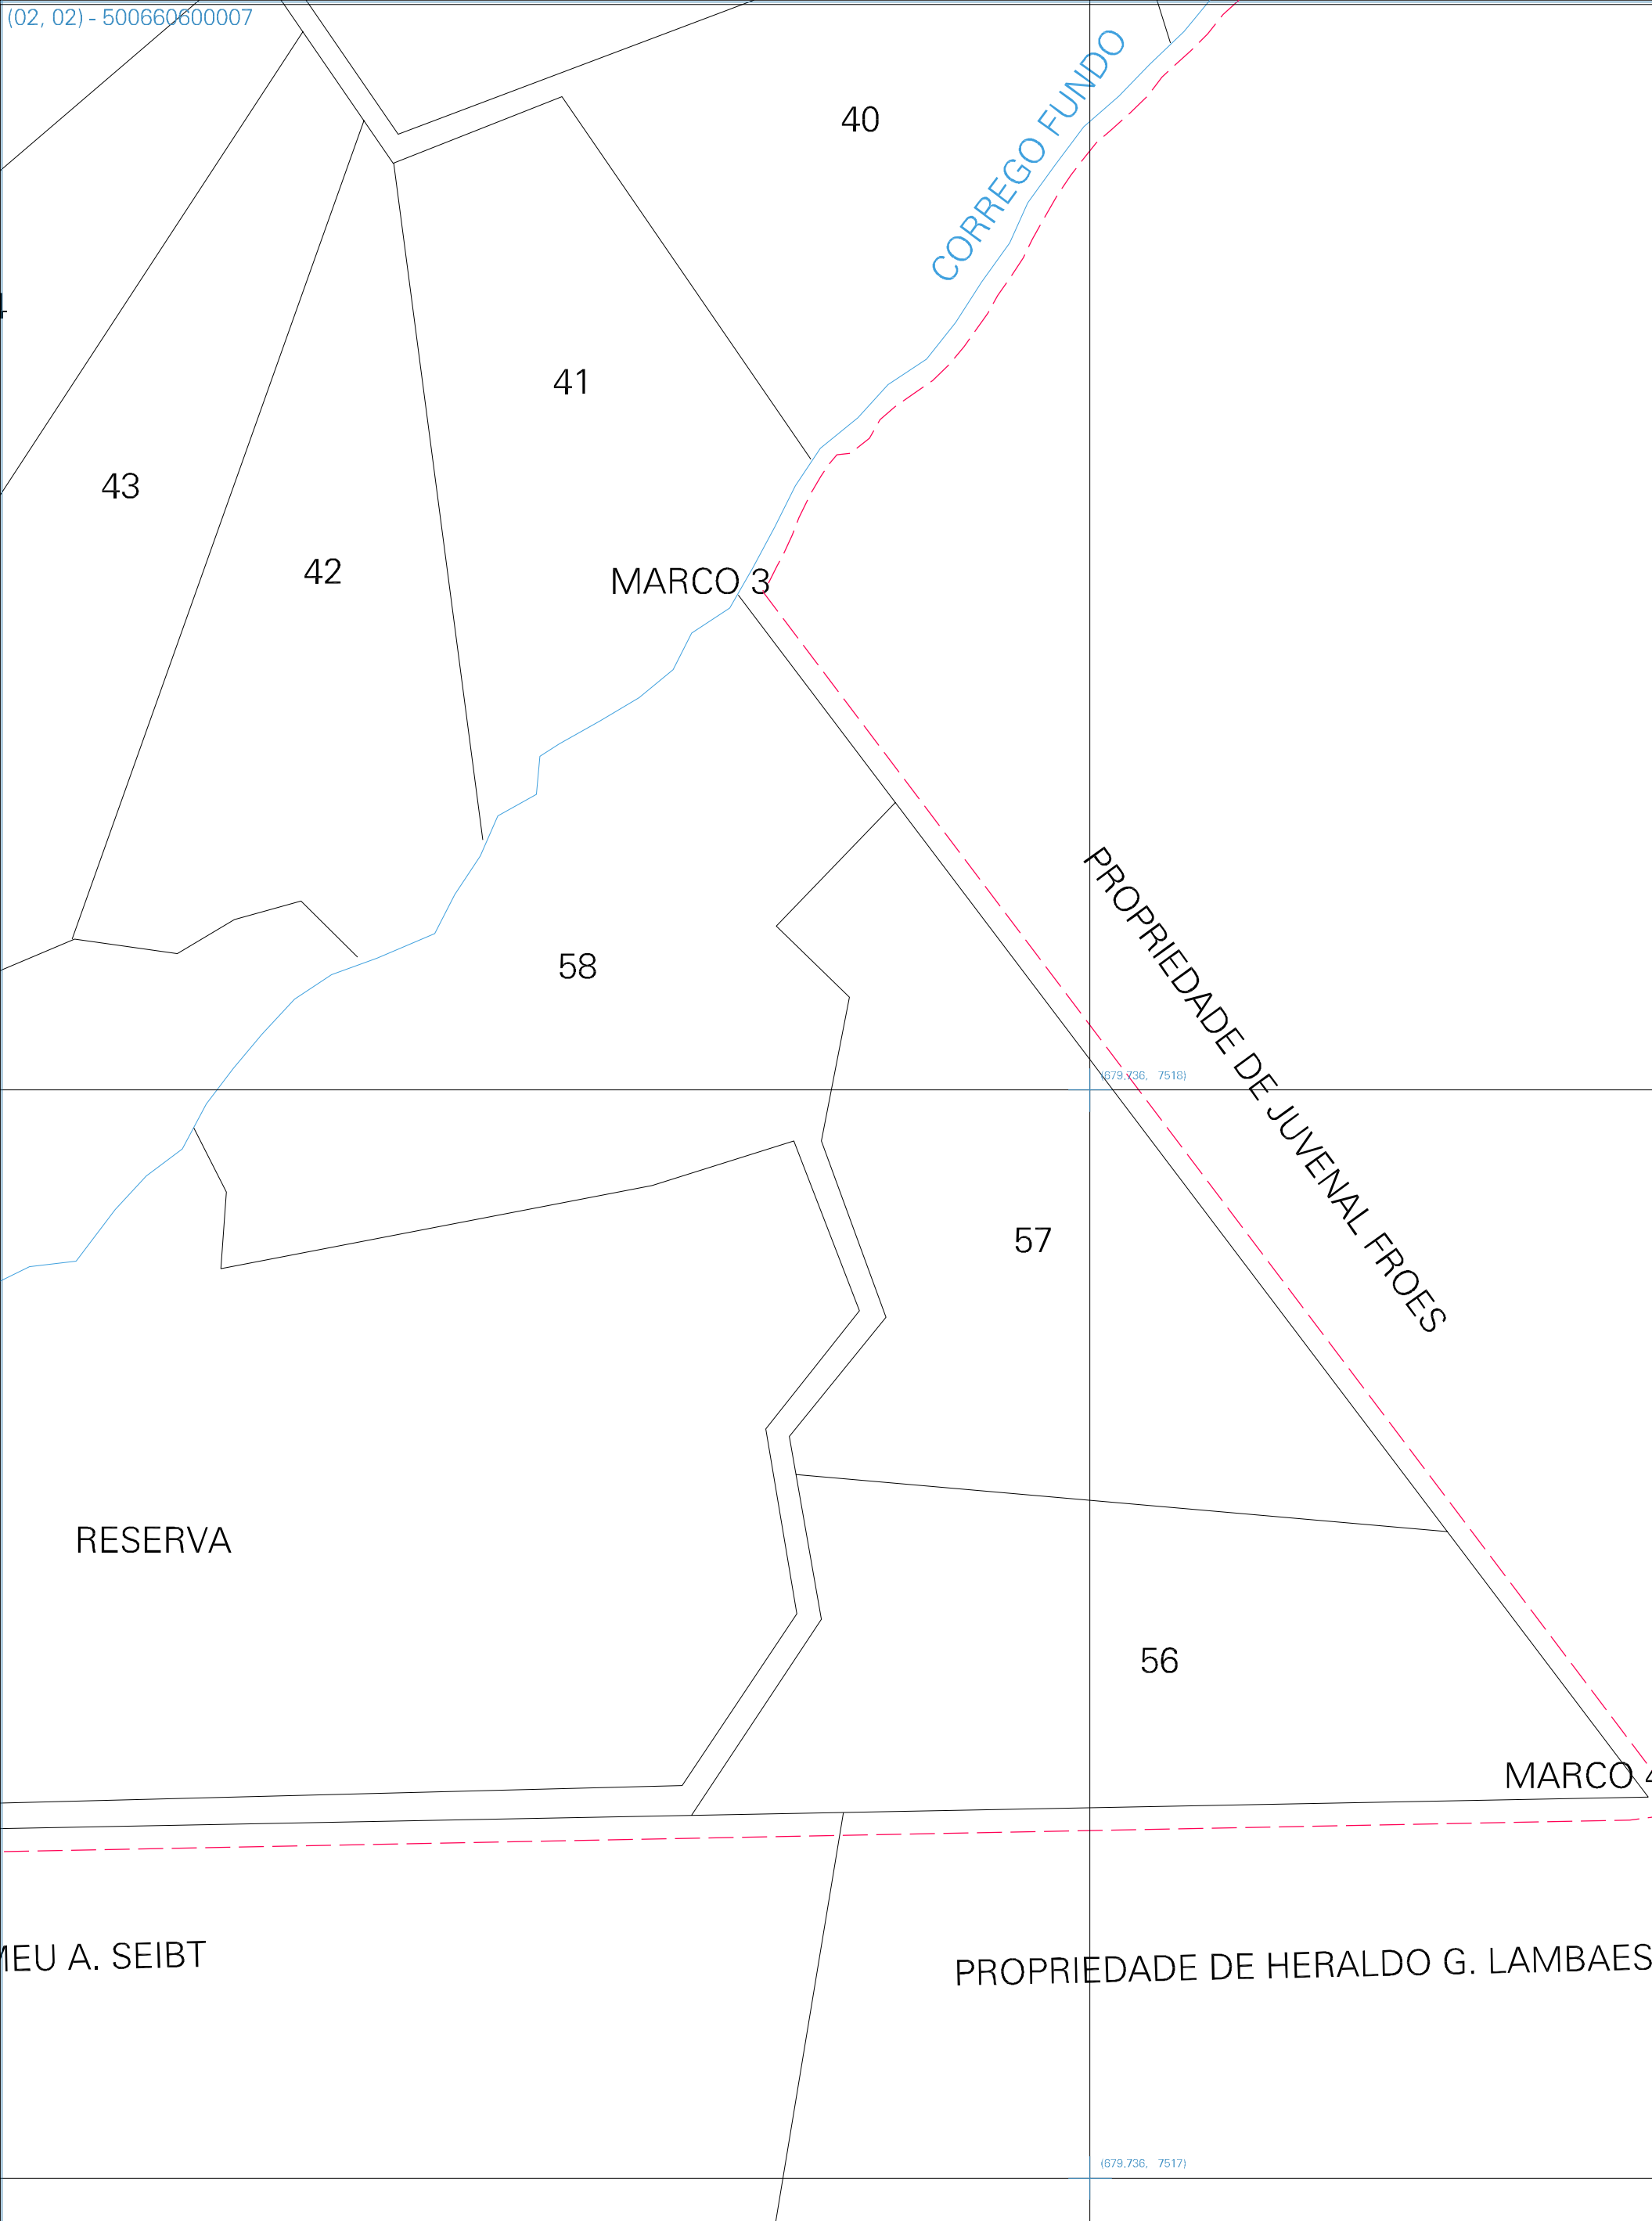 (02, 02) - 500660600007
CORREGO FUNDO
40
41
43
42
MARCO 3
58
PROPRIEDADE DE JUVENAL FROES
(679,736, 7518)
57
RESERVA
56
MARCO 4
A. SEIBT
PROPRIEDADE DE HERALDO G. LAMBAES
(679,736, 7517)